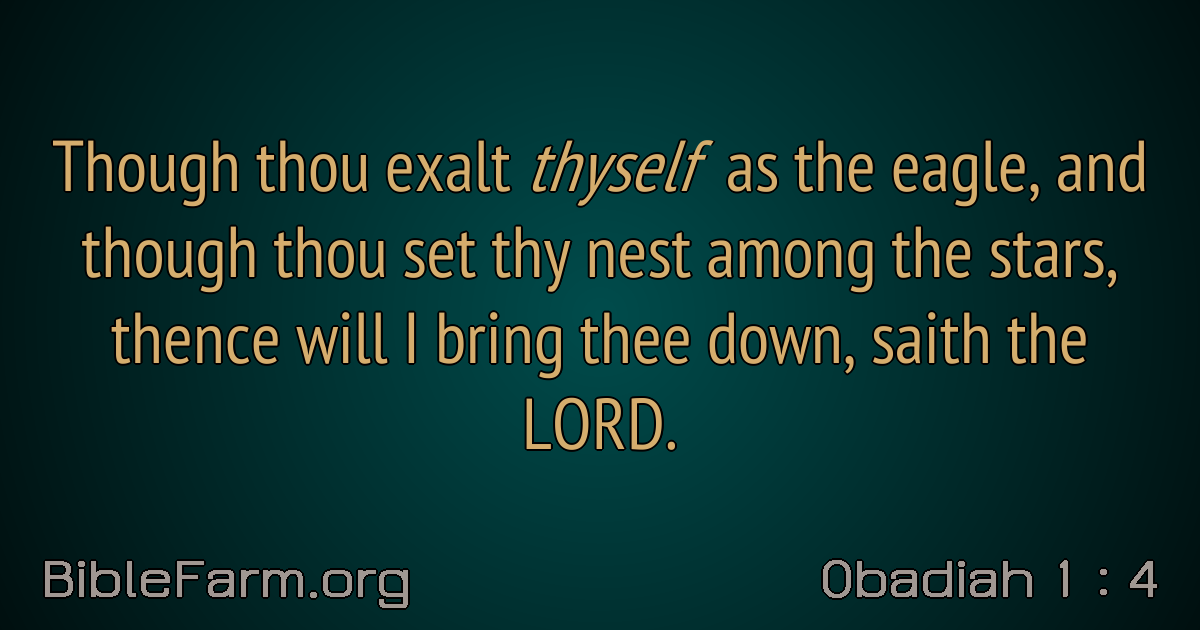 Though thou exalt thyself as the eagle, and
though thou set thy nest among the stars,
thence will I bring thee down, saith the
LORD.
BibleFarm.org
Obadiah 1 : 4